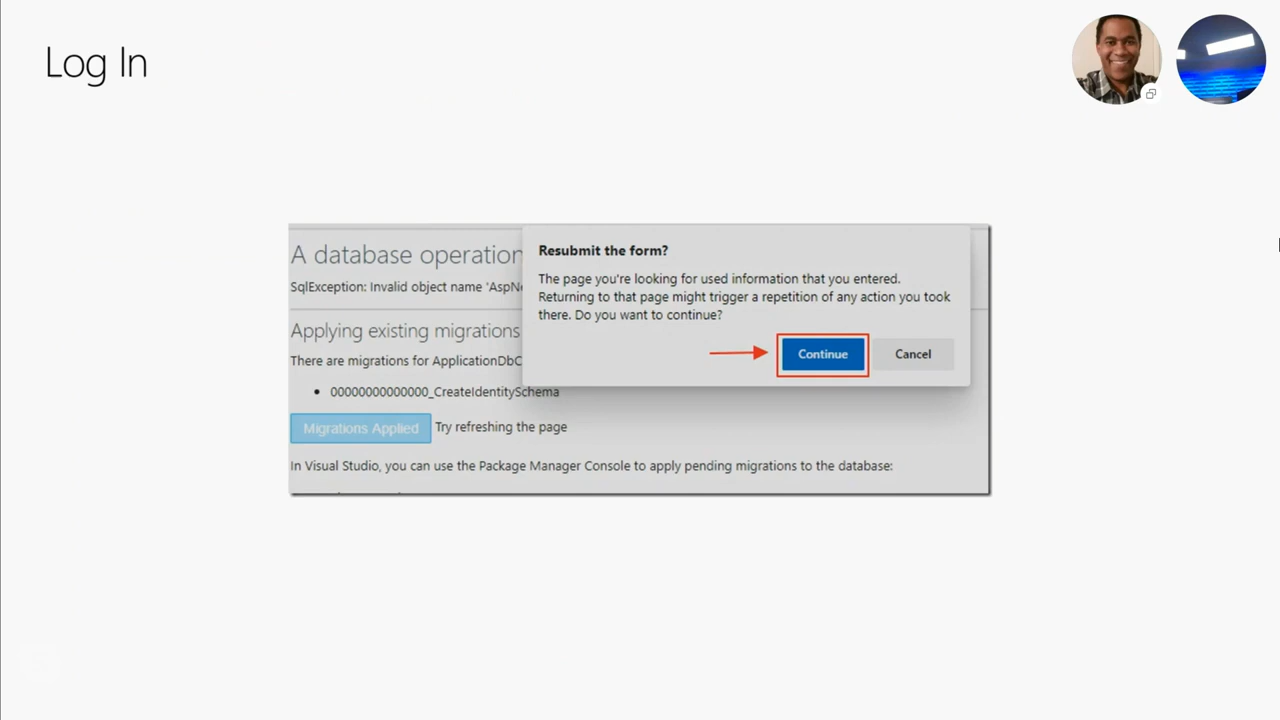 Log In
A database operation
SqlException: Invalid object name 'AspNe
Applying existing migrations
There are migrations for ApplicationDbC
• 00000000000000_CreateIdentitySchema
Migrations Applied Try refreshing the page
In Visual Studio, you can use the Package Manager Console to apply pending migrations to the database:
Resubmit the form?
The page you're looking for used information that you entered.
Returning to that page might trigger a repetition of any action you took
there. Do you want to continue?
Continue Cancel